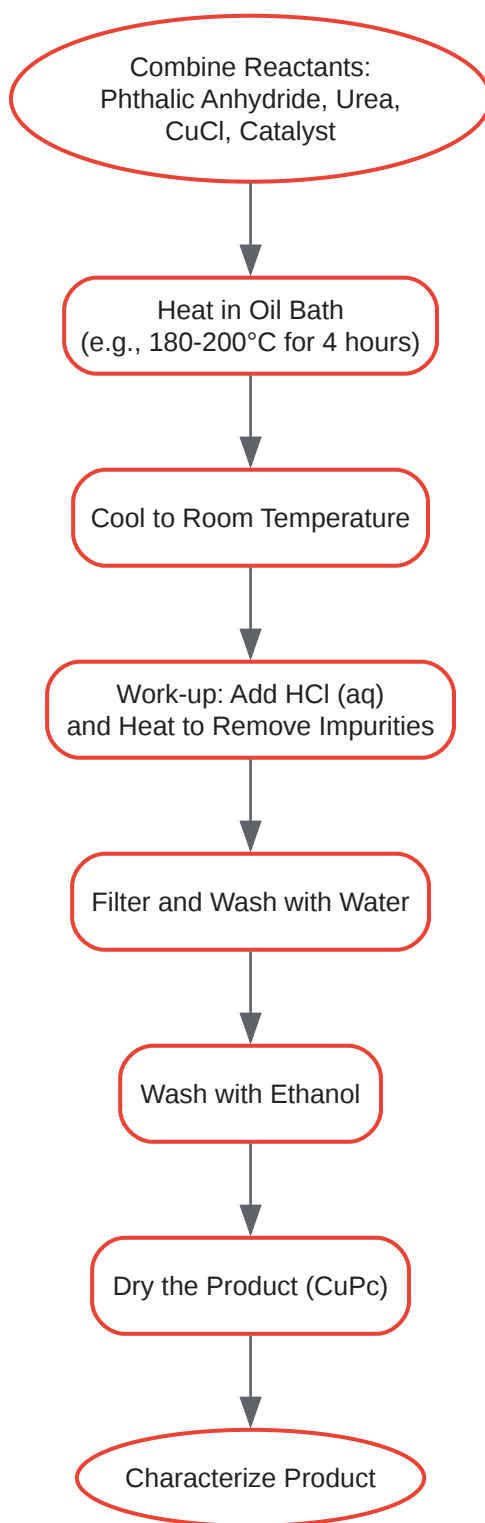 Combine Reactants:
Phthalic Anhydride, Urea,
CuCl, Catalyst
Heat in Oil Bath
(e.g., 180-200°C for 4 hours)
Cool to Room Temperature
Work-up: Add HCl (aq)
and Heat to Remove Impurities
Filter and Wash with Water
Wash with Ethanol
Dry the Product (CuPc)
Characterize Product